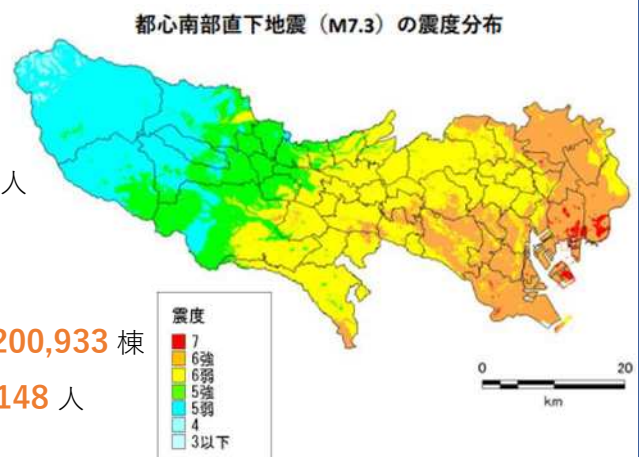 都心南部直下地震（M7.3）の震度分布
人
200,933 棟
148 人
震度
7
6強
6弱
5強
5弱
4
3以下
0 20
km